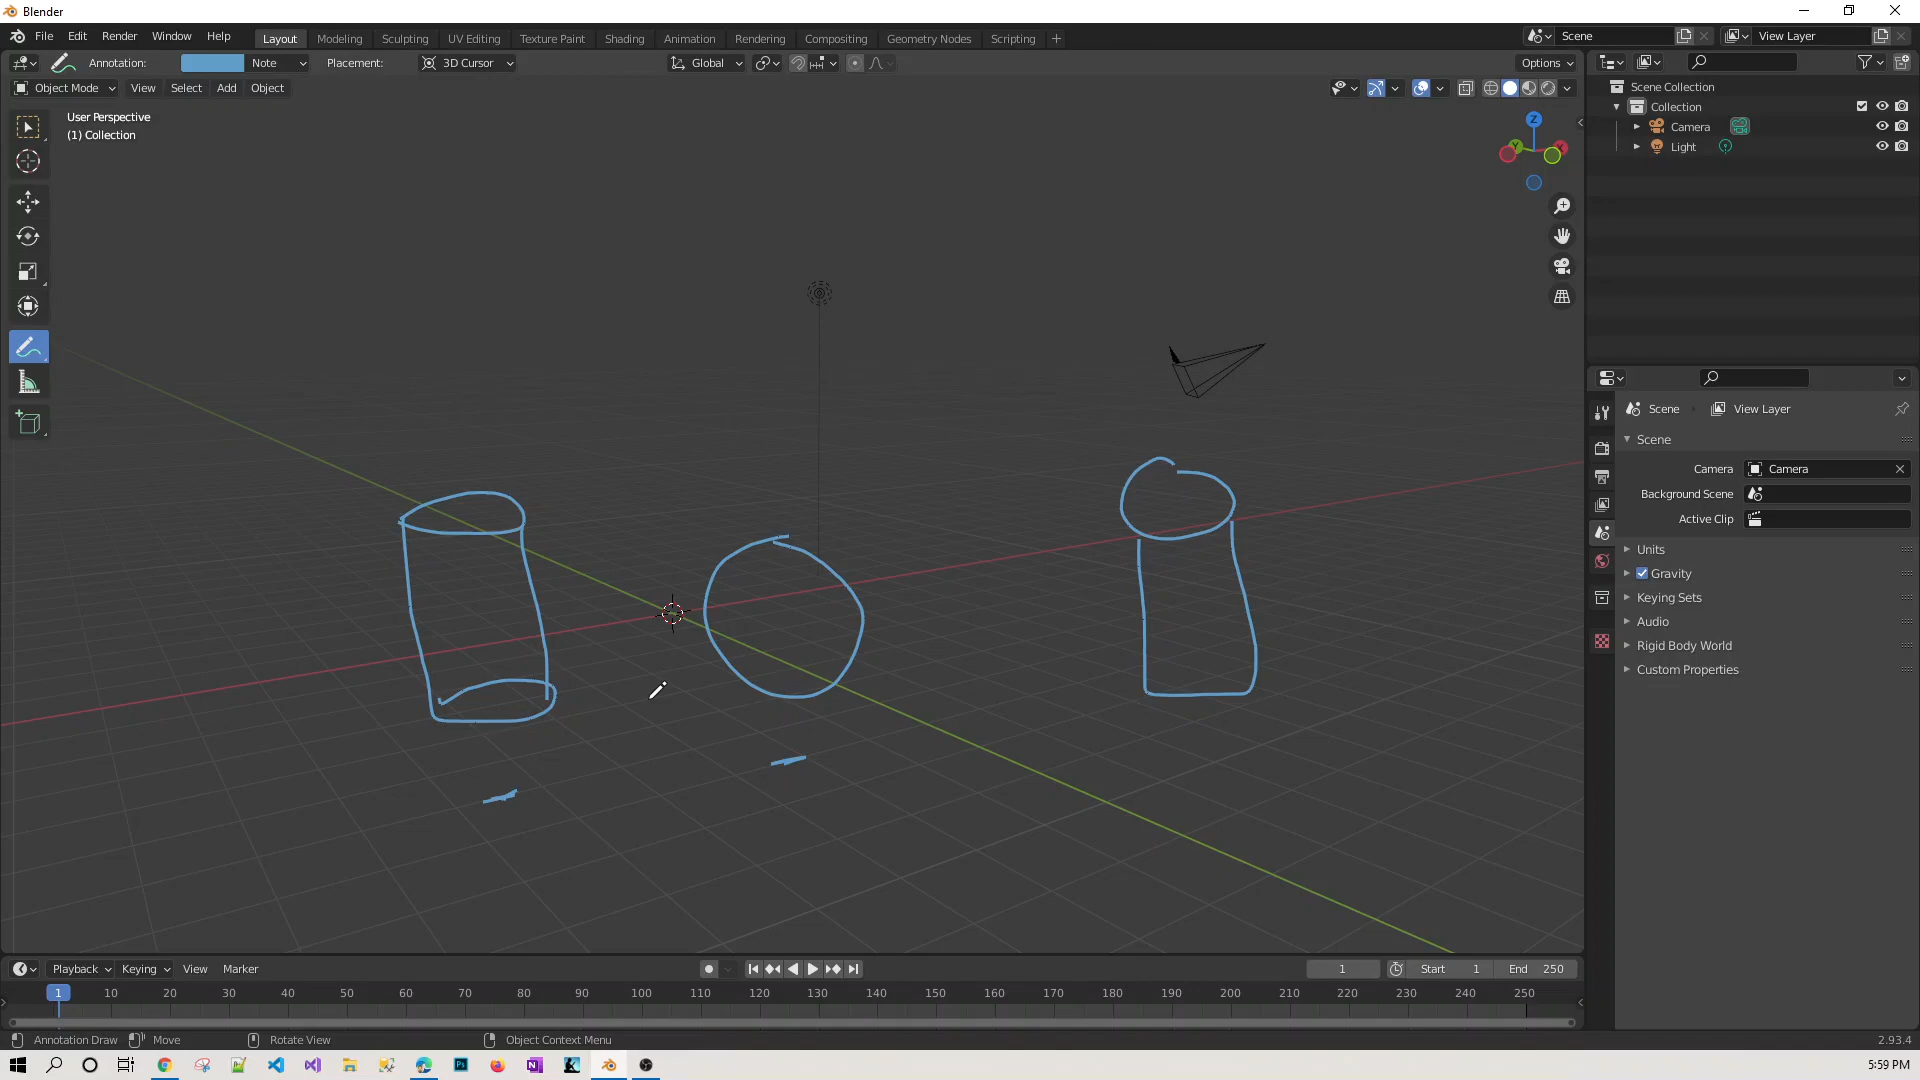 Blender
File Edit Render Window Help
Layout Modeling Sculpting UV Editing Texture Paint Shading Animation Rendering Compositing Geometry Nodes Scripting
Scene
View Layer
Annotation: Note Placement: 3D Cursor
Global
Options
Object Mode View Select Add Object
User Perspective
(1) Collection
Z
Y
X
Scene Collection
Collection
Camera
Light
Scene View Layer
Scene
Camera Camera
Background Scene
Active Clip
Units
Gravity
Keying Sets
Audio
Rigid Body World
Custom Properties
Playback Keying View Marker
1 Start 1 End 250
1 10 20 30 40 50 60 70 80 90 100 110 120 130 140 150 160 170 180 190 200 210 220 230 240 250
Annotation Draw Move Rotate View Object Context Menu 2.93.4
Ps
N
5:59 PM